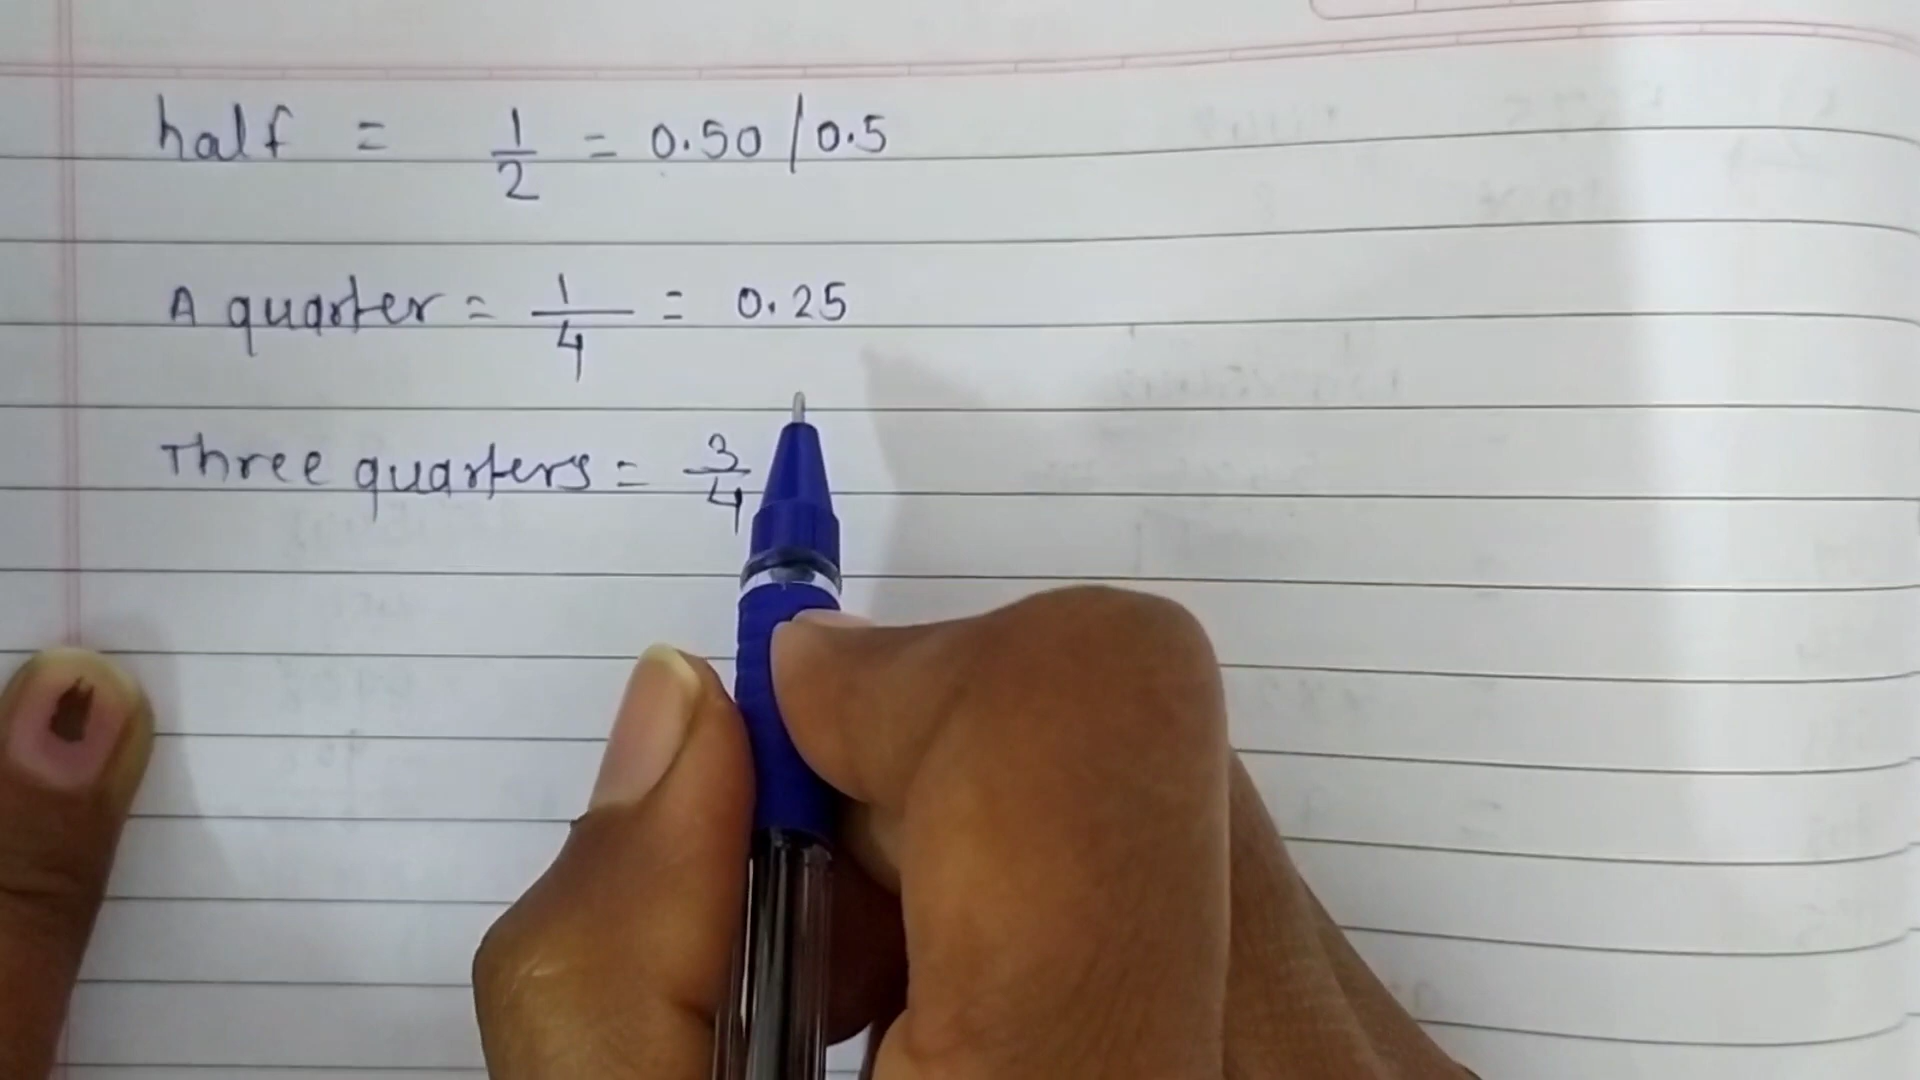 half = 1/2 = 0.50 / 0.5
A quarter = 1/4 = 0.25
Three quarters = 3/4